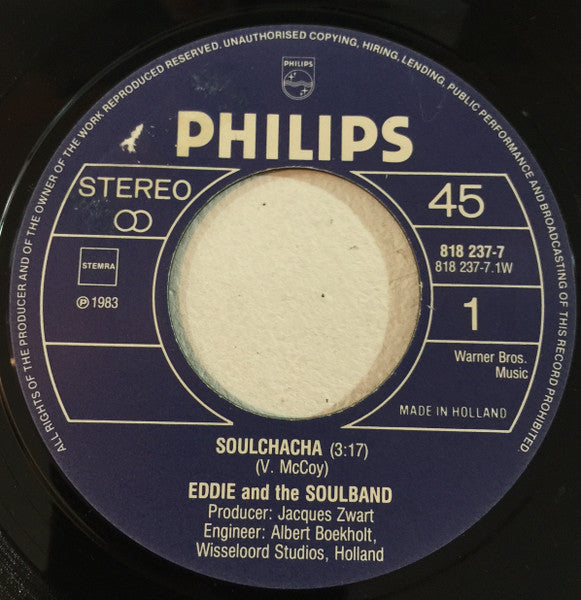 ALL RIGHTS OF THE PRODUCER AND OF THE OWNER OF THE WORK REPRODUCED RESERVED. UNAUTHORISED COPYING, HIRING, LENDING, PUBLIC PERFORMANCE AND BROADCASTING OF THIS RECORD PROHIBITED.
PHILIPS
PHILIPS
STEREO
45
818 237-7
818 237-7.1W
STEMRA
Ⓟ 1983
1
Warner Bros.
Music
MADE IN HOLLAND
SOULCHACHA (3:17)
(V. McCoy)
EDDIE and the SOULBAND
Producer: Jacques Zwart
Engineer: Albert Boekholt,
Wisseloord Studios, Holland